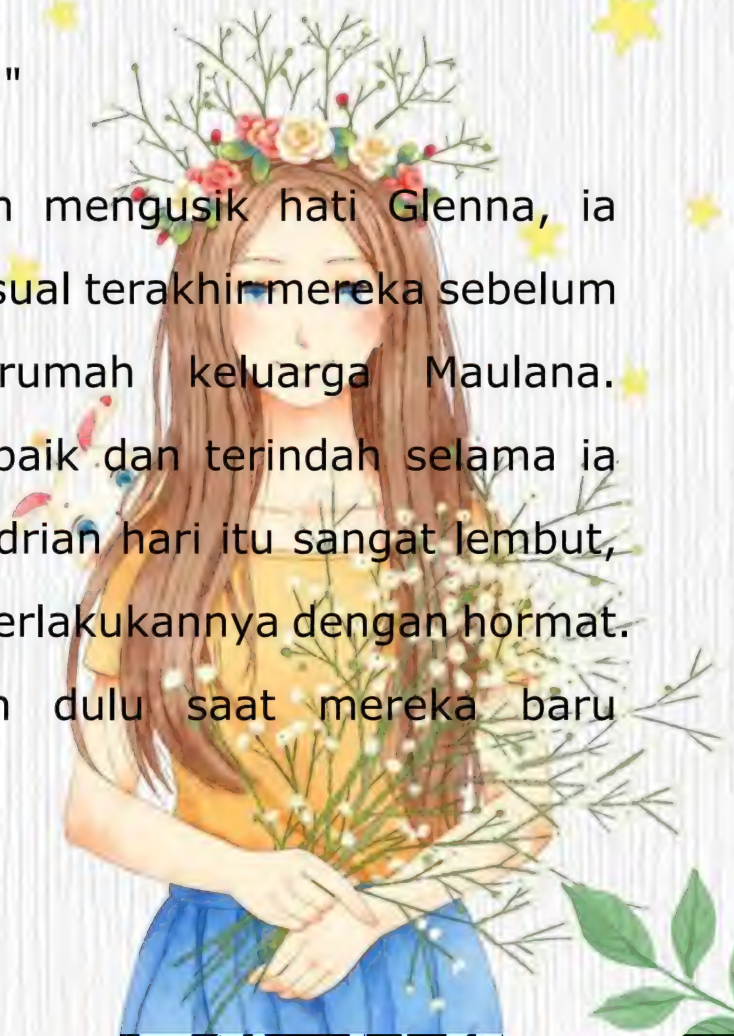 "
n mengusik hati Glenna, ia
sual terakhir mereka sebelum
rumah keluarga Maulana.
baik dan terindah selama ia
drian hari itu sangat lembut,
erlakukannya dengan hormat.
n dulu saat mereka baru